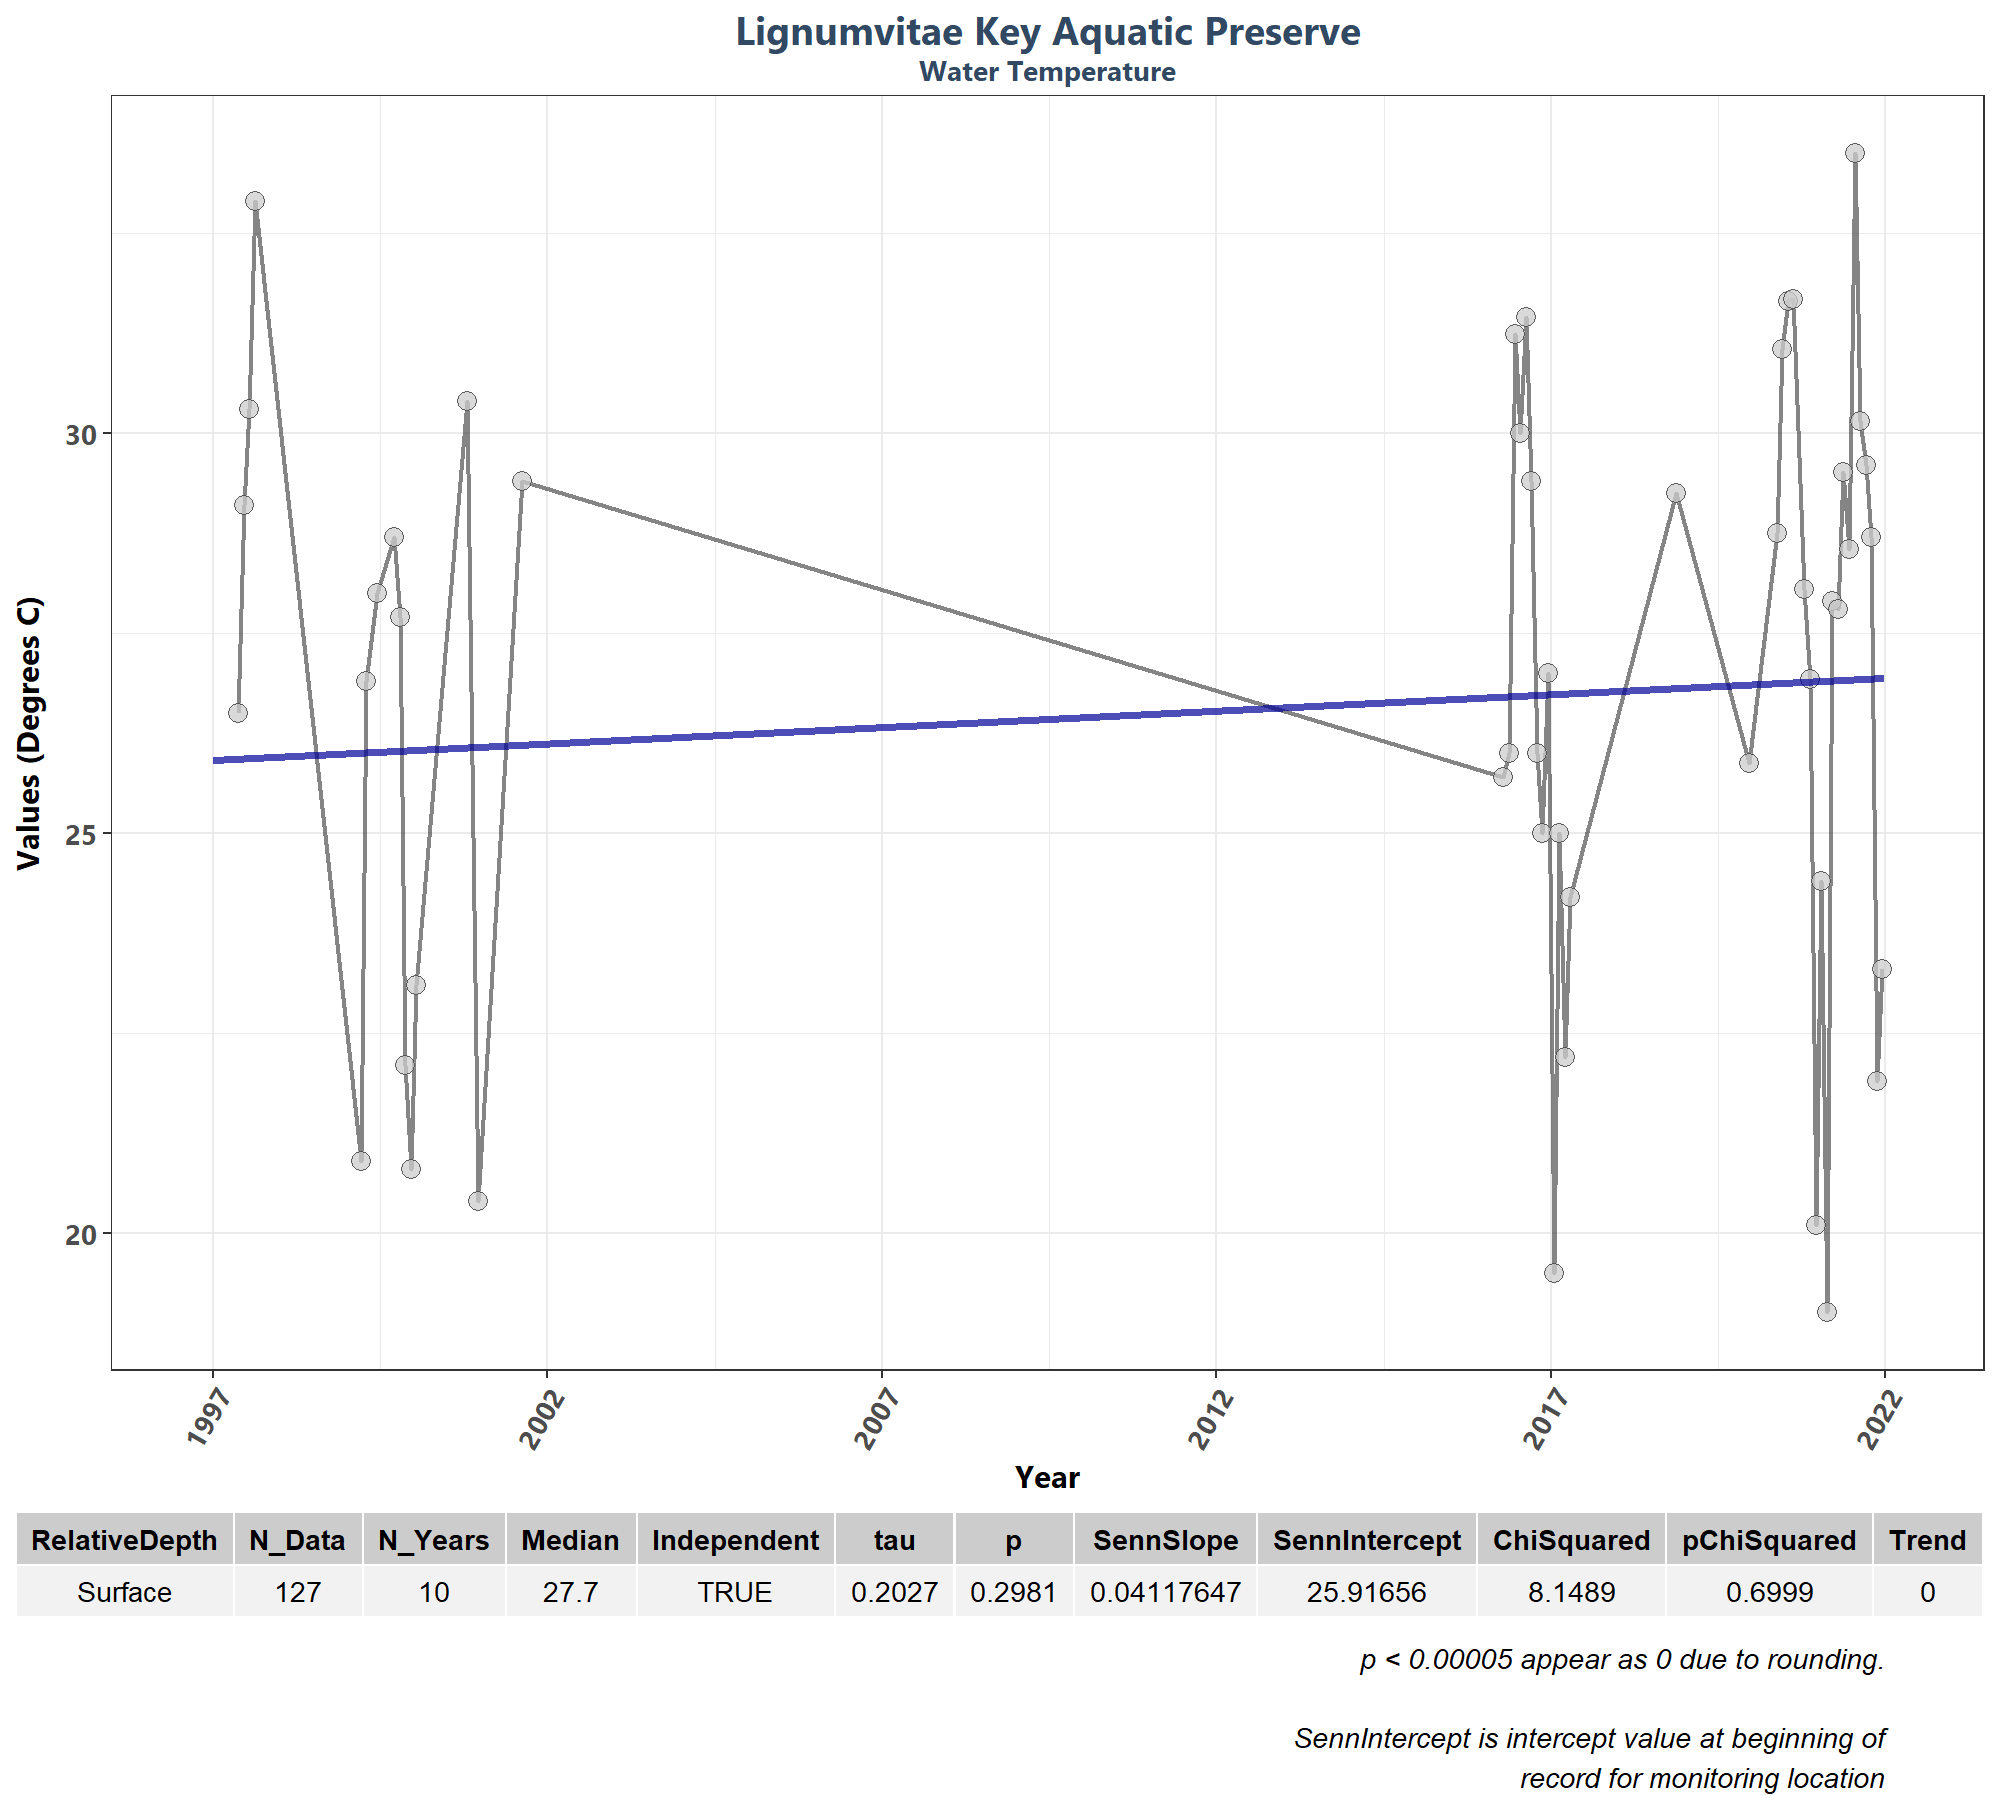 Lignumvitae Key Aquatic Preserve
Water Temperature
Values (Degrees C)
30
25
20
1997
2002
2007
2012
2017
2022
Year
RelativeDepth N_Data N_Years Median Independent tau p SennSlope SennIntercept ChiSquared pChiSquared Trend
Surface 127 10 27.7 TRUE 0.2027 0.2981 0.04117647 25.91656 8.1489 0.6999 0
p < 0.00005 appear as 0 due to rounding.
SennIntercept is intercept value at beginning of
record for monitoring location